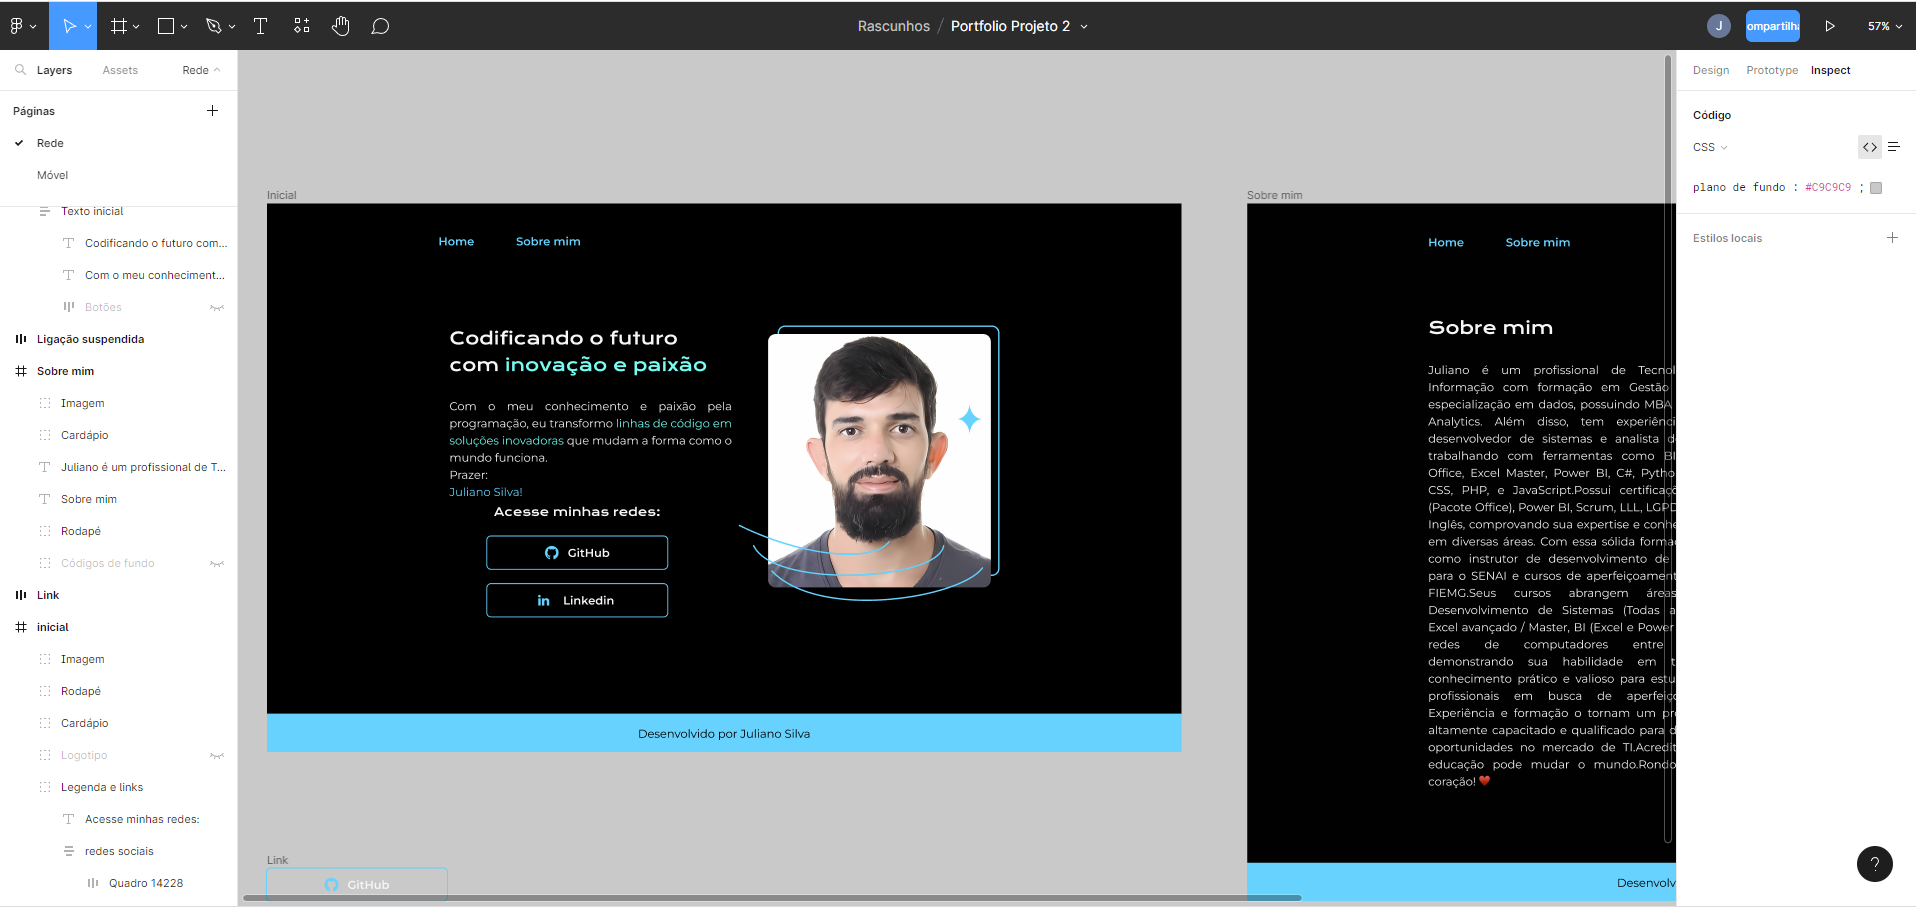 Rascunhos / Portfolio Projeto 2
J
ompartilha
57%
Layers
Assets
Rede
Páginas
Rede
Móvel
Texto inicial
Codificando o futuro com...
Com o meu conheciment...
Botões
Ligação suspendida
Sobre mim
Imagem
Cardápio
Juliano é um profissional de T...
Sobre mim
Rodapé
Códigos de fundo
Link
inicial
Imagem
Rodapé
Cardápio
Logotipo
Legenda e links
Acesse minhas redes:
redes sociais
Quadro 14228
Inicial
Home
Sobre mim
Codificando o futuro
com inovação e paixão
Com o meu conhecimento e paixão pela
programação, eu transformo linhas de código em
soluções inovadoras que mudam a forma como o
mundo funciona.
Prazer:
Juliano Silva!
Acesse minhas redes:
GitHub
Linkedin
Desenvolvido por Juliano Silva
Link
GitHub
Sobre mim
Home
Sobre mim
Sobre mim
Juliano é um profissional de Tecnol
Informação com formação em Gestão
especialização em dados, possuindo MBA
Analytics. Além disso, tem experiênci
desenvolvedor de sistemas e analista d
trabalhando com ferramentas como BI
Office, Excel Master, Power BI, C#, Pytho
CSS, PHP, e JavaScript.Possui certificaçõ
(Pacote Office), Power BI, Scrum, LLL, LGPD
Inglês, comprovando sua expertise e conhe
em diversas áreas. Com essa sólida forma
como instrutor de desenvolvimento de
para o SENAI e cursos de aperfeiçoament
FIEMG.Seus cursos abrangem áreas
Desenvolvimento de Sistemas (Todas a
Excel avançado / Master, BI (Excel e Power
redes de computadores entre
demonstrando sua habilidade em t
conhecimento prático e valioso para estu
profissionais em busca de aperfeiço
Experiência e formação o tornam um pro
altamente capacitado e qualificado para d
oportunidades no mercado de TI.Acredit
educação pode mudar o mundo.Rondo
coração! ❤️
Desenvolv
Design
Prototype
Inspect
Código
CSS
plano de fundo : #C9C9C9 ;
Estilos locais
?